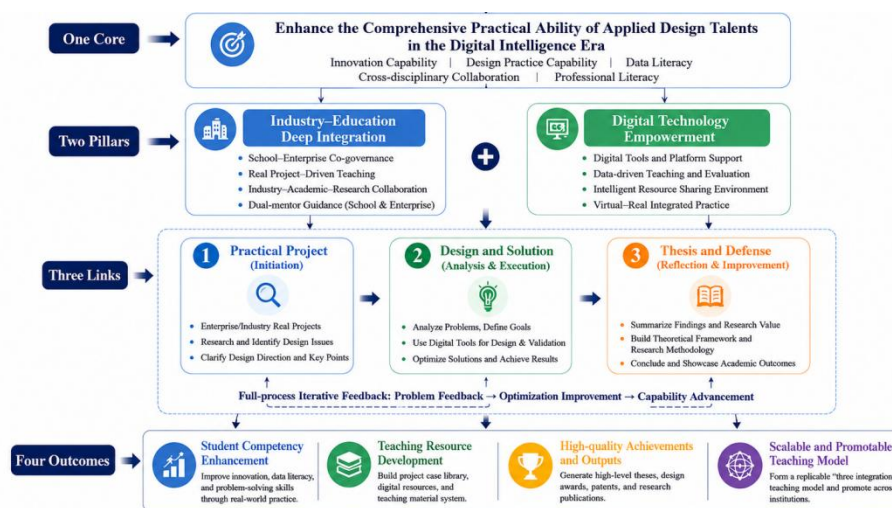 One Core
Enhance the Comprehensive Practical Ability of Applied Design Talents
in the Digital Intelligence Era
Innovation Capability | Design Practice Capability | Data Literacy
Cross-disciplinary Collaboration | Professional Literacy
Two Pillars
Industry–Education
Deep Integration
• School–Enterprise Co-governance
• Real Project–Driven Teaching
• Industry–Academic–Research Collaboration
• Dual-mentor Guidance (School & Enterprise)
+
Digital Technology
Empowerment
• Digital Tools and Platform Support
• Data-driven Teaching and Evaluation
• Intelligent Resource Sharing Environment
• Virtual–Real Integrated Practice
Three Links
1 Practical Project
(Initiation)
• Enterprise/Industry Real Projects
• Research and Identify Design Issues
• Clarify Design Direction and Key Points
2 Design and Solution
(Analysis & Execution)
• Analyze Problems, Define Goals
• Use Digital Tools for Design & Validation
• Optimize Solutions and Achieve Results
3 Thesis and Defense
(Reflection & Improvement)
• Summarize Findings and Research Value
• Build Theoretical Framework and
Research Methodology
• Conclude and Showcase Academic Outcomes
Full-process Iterative Feedback: Problem Feedback → Optimization Improvement → Capability Advancement
Four Outcomes
Student Competency
Enhancement
Improve innovation, data literacy,
and problem-solving skills
through real-world practice.
Teaching Resource
Development
Build project case library,
digital resources, and
teaching material system.
High-quality Achievements
and Outputs
Generate high-level theses, design
awards, patents, and research
publications.
Scalable and Promotable
Teaching Model
Form a replicable "three integration
teaching model and promote across
institutions.